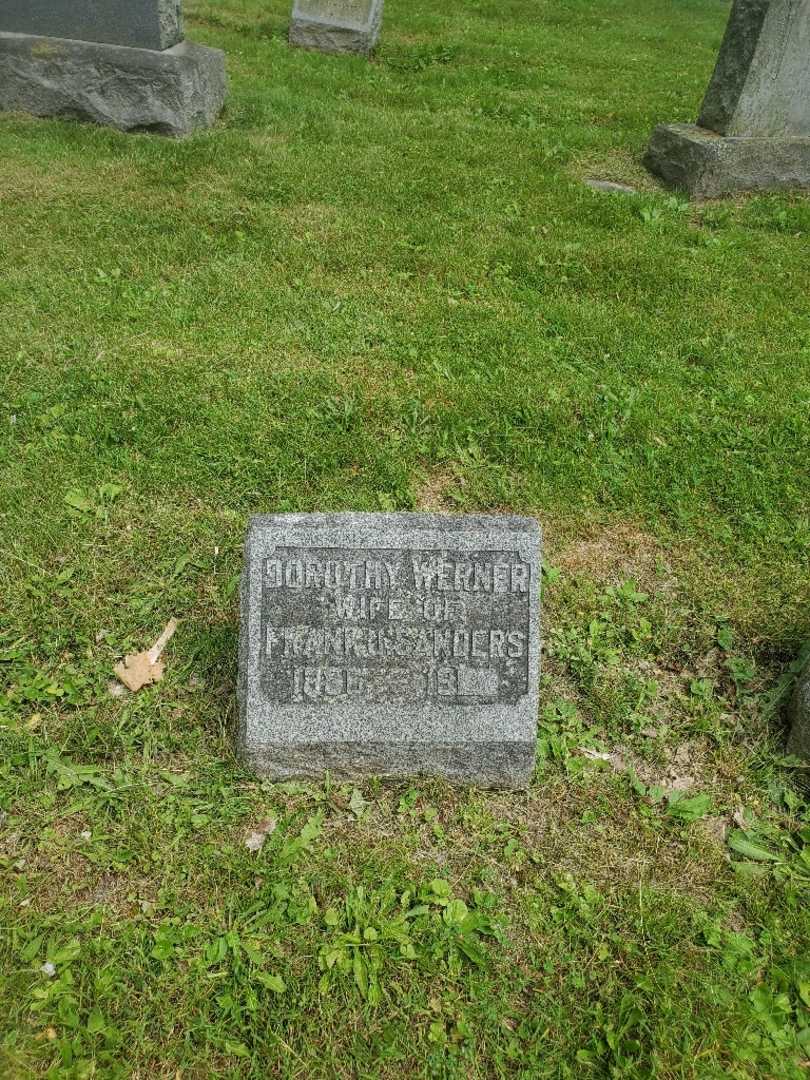 DOROTHY WERNER
WIFE OF
FRANK J. SANDERS